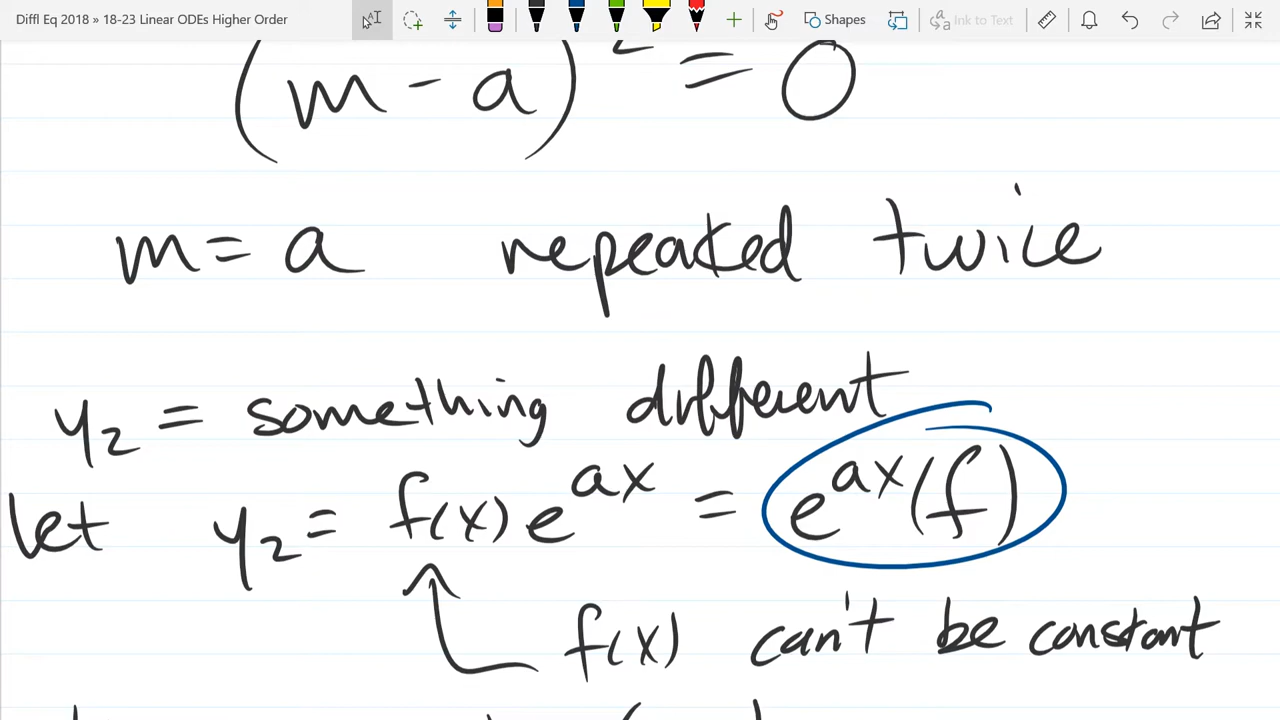 Diffl Eq 2018 » 18-23 Linear ODEs Higher Order
Shapes
Ink to Text
(m - a)² = 0
m = a repeated twice
y₂ = something different
let y₂ = f(x) e^{ax} = e^{ax}(f)
f(x) can't be constant